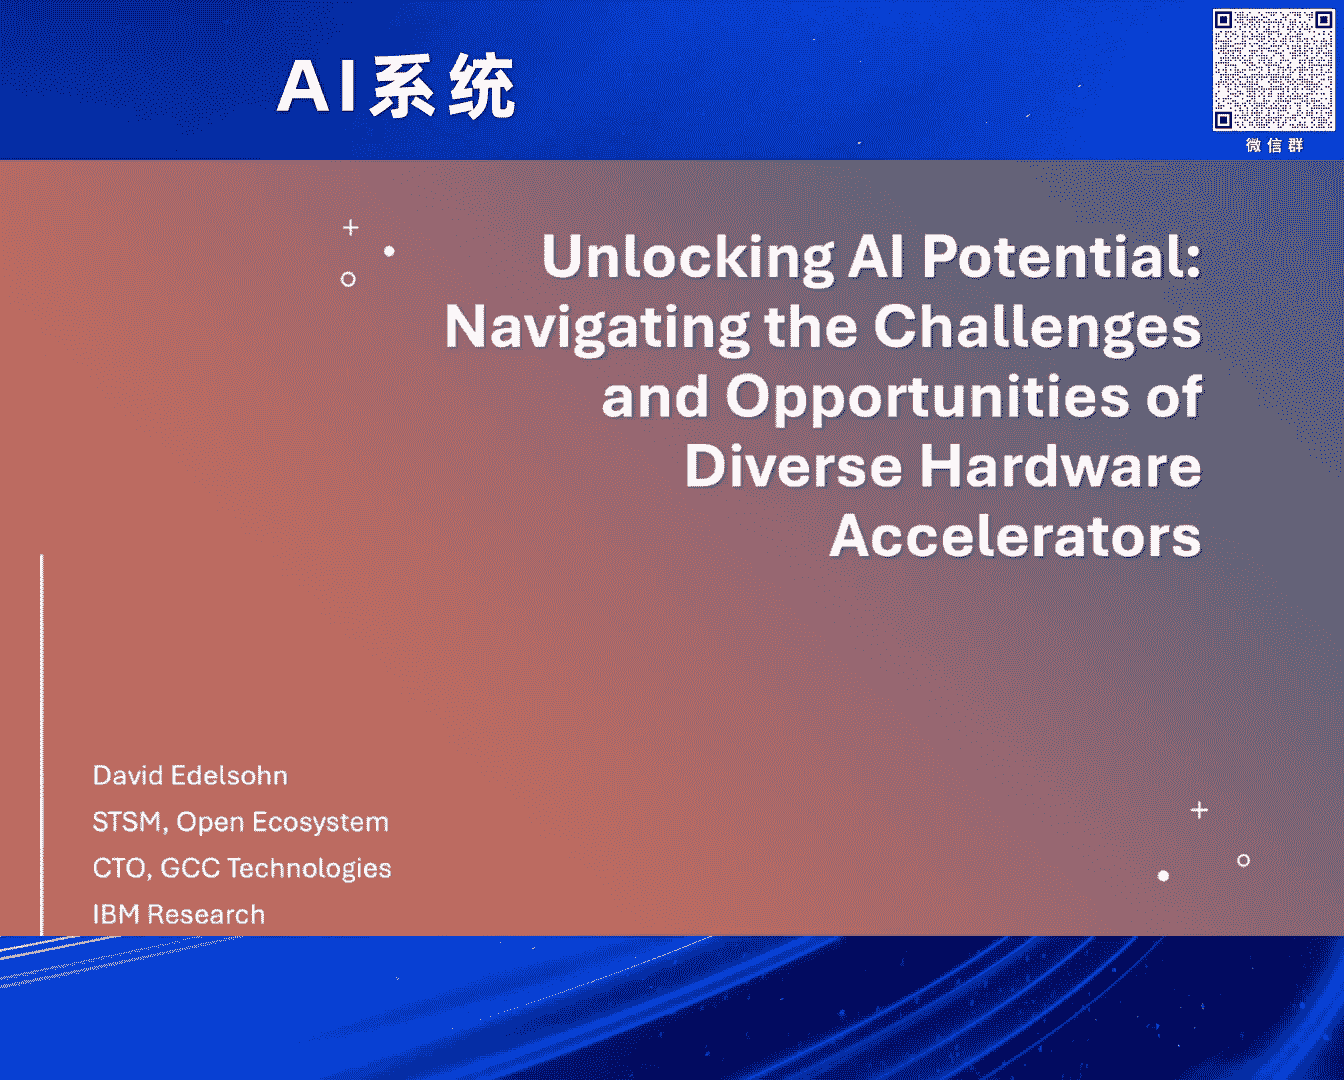 AI系统
微信群
Unlocking AI Potential:
Navigating the Challenges
and Opportunities of
Diverse Hardware
Accelerators
David Edelsohn
STSM, Open Ecosystem
CTO, GCC Technologies
IBM Research